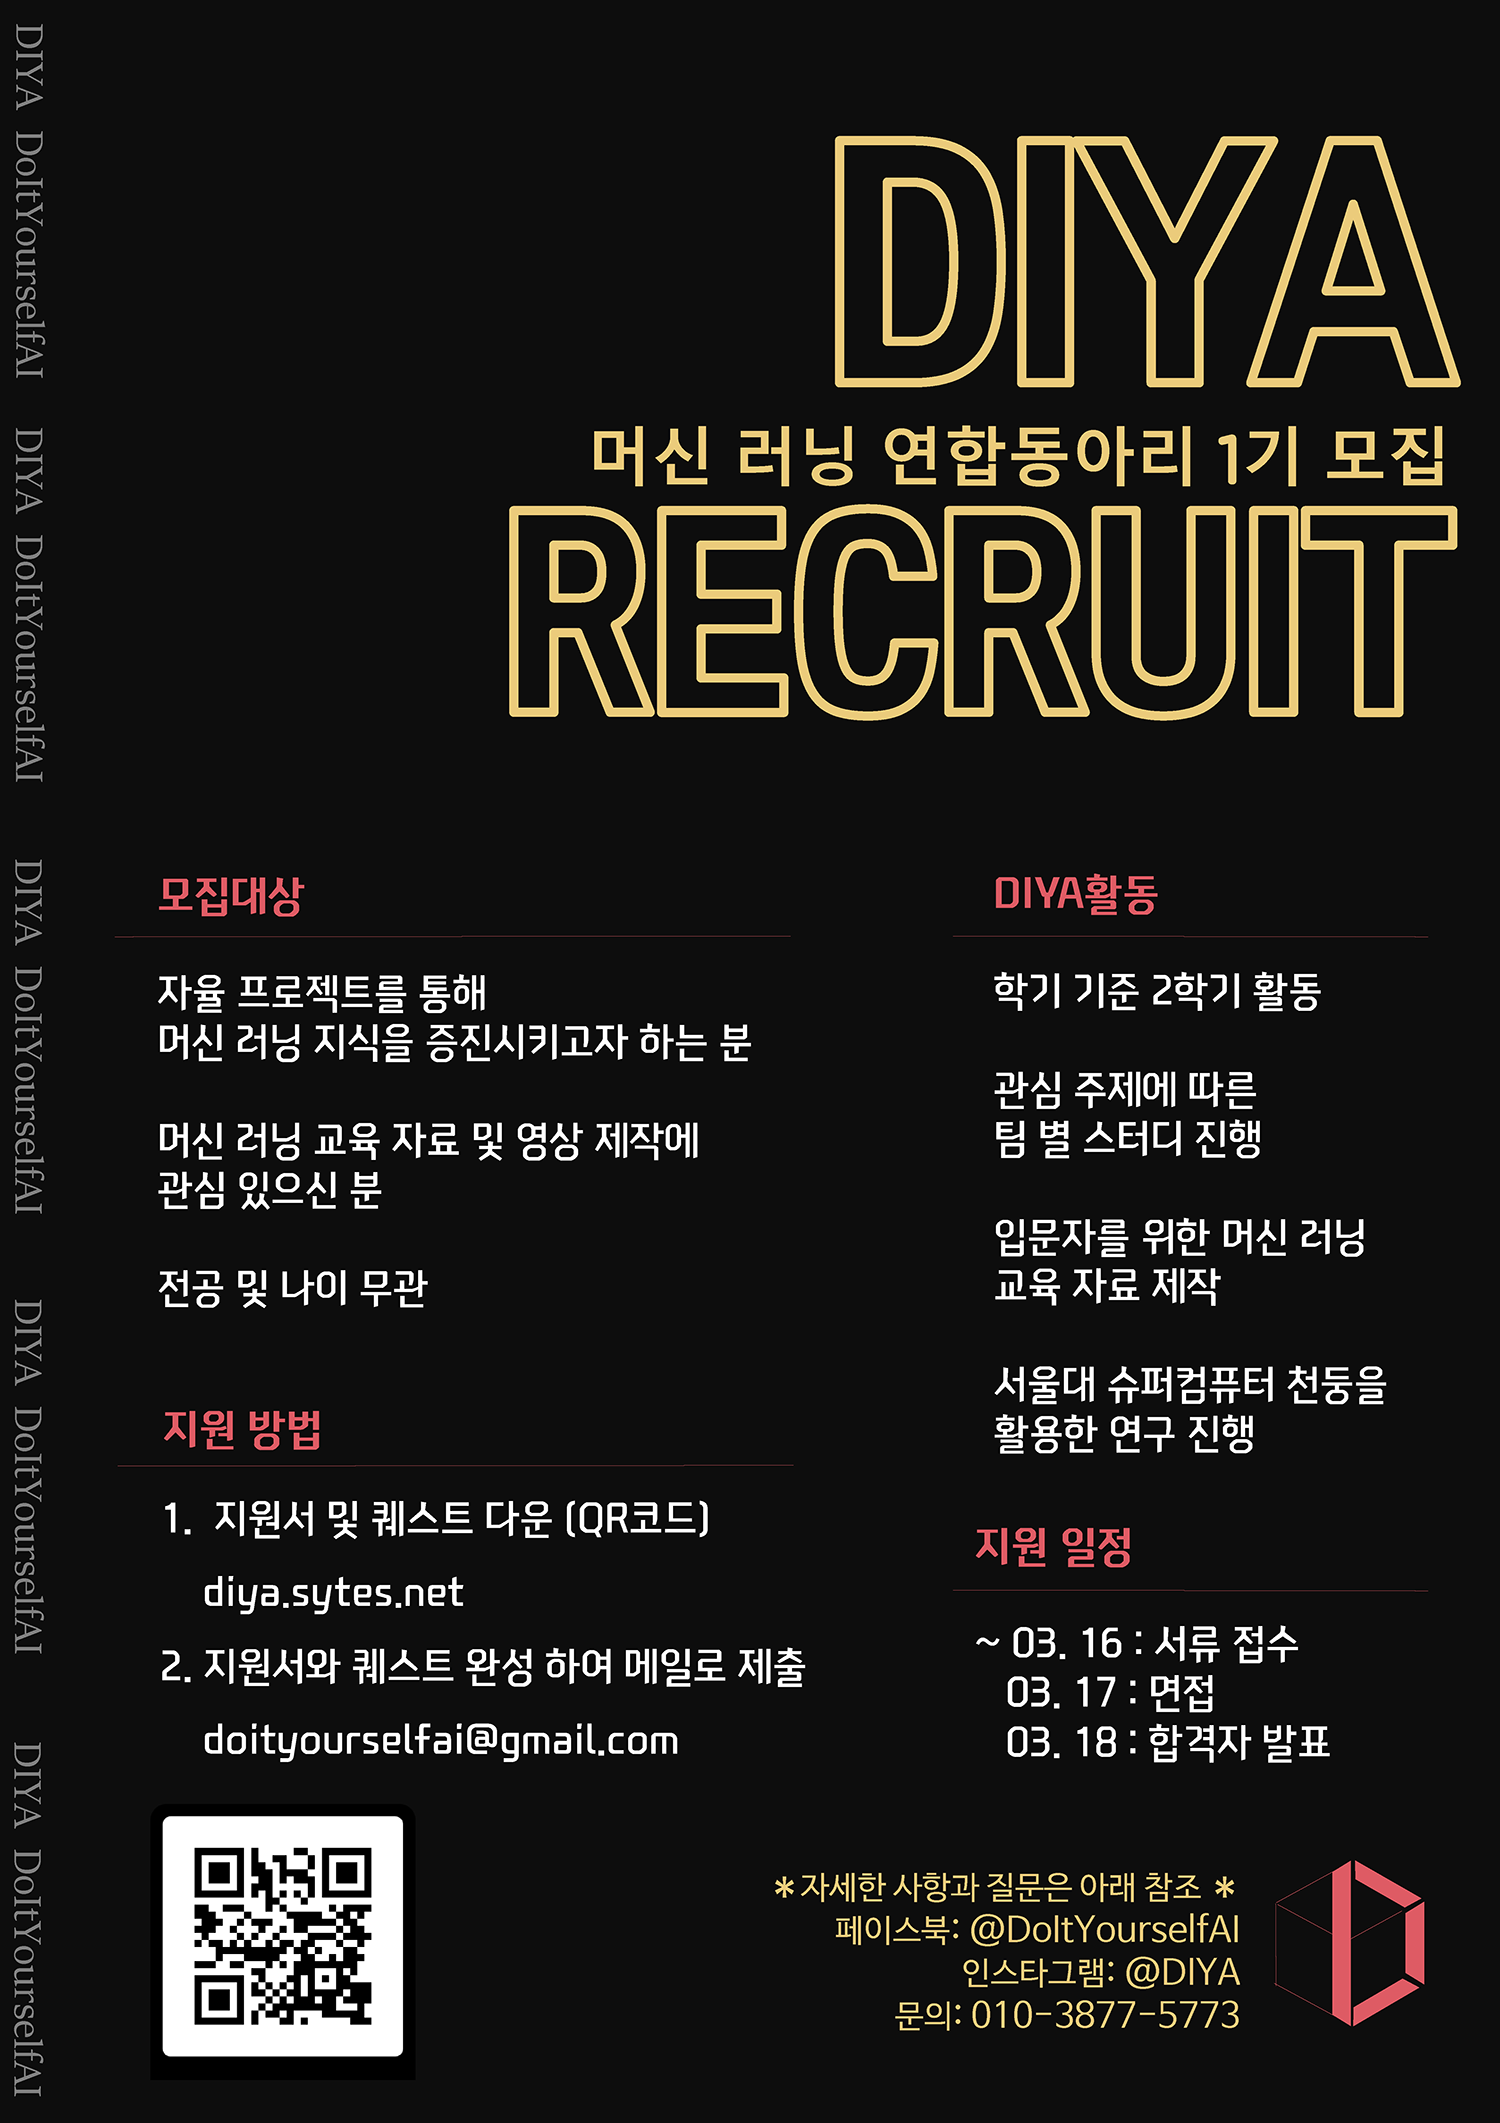 DIYA
머신 러닝 연합동아리 1기 모집
RECRUIT
모집대상
자율 프로젝트를 통해
머신 러닝 지식을 증진시키고자 하는 분
머신 러닝 교육 자료 및 영상 제작에
관심 있으신 분
전공 및 나이 무관
지원 방법
1. 지원서 및 퀘스트 다운 (QR코드)
diya.sytes.net
2. 지원서와 퀘스트 완성 하여 메일로 제출
doityourselfai@gmail.com
DIYA활동
학기 기준 2학기 활동
관심 주제에 따른
팀 별 스터디 진행
입문자를 위한 머신 러닝
교육 자료 제작
서울대 슈퍼컴퓨터 천둥을
활용한 연구 진행
지원 일정
~ 03. 16 : 서류 접수
03. 17 : 면접
03. 18 : 합격자 발표
*자세한 사항과 질문은 아래 참조 *
페이스북: @DoItYourselfAI
인스타그램: @DIYA
문의: 010-3877-5773
DIYA DoItYourselfAI
DIYA DoItYourselfAI
DIYA DoItYourselfAI
DIYA DoItYourselfAI
DIYA DoItYourselfAI